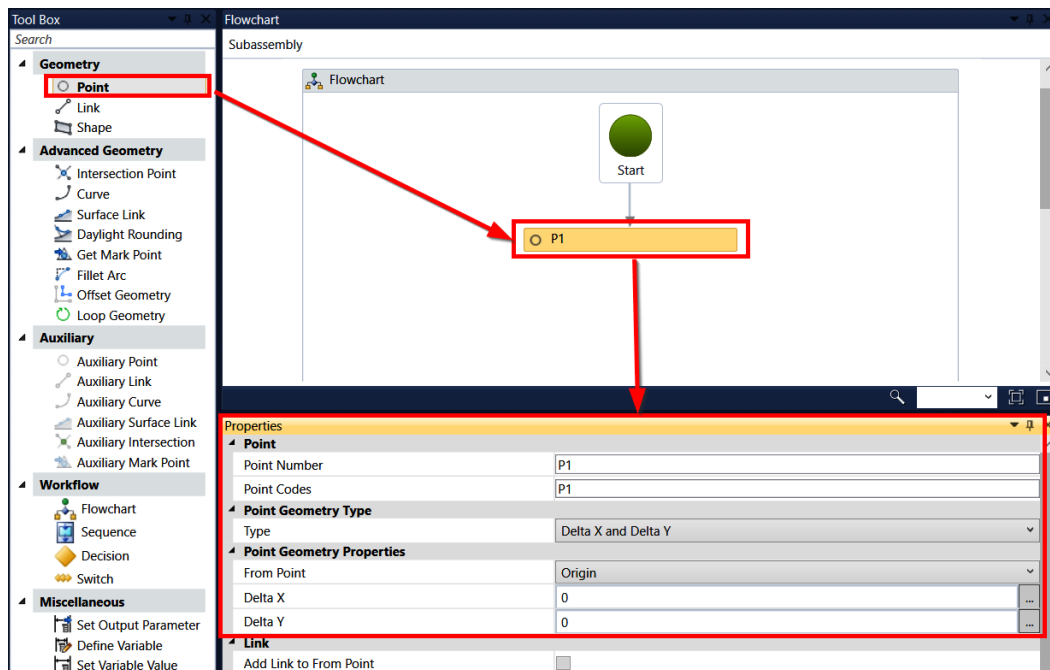 Tool Box
Search
Geometry
Point
Link
Shape
Advanced Geometry
Intersection Point
Curve
Surface Link
Daylight Rounding
Get Mark Point
Fillet Arc
Offset Geometry
Loop Geometry
Auxiliary
Auxiliary Point
Auxiliary Link
Auxiliary Curve
Auxiliary Surface Link
Auxiliary Intersection
Auxiliary Mark Point
Workflow
Flowchart
Sequence
Decision
Switch
Miscellaneous
Set Output Parameter
Define Variable
Set Variable Value
Flowchart
Subassembly
Flowchart
Start
P1
Properties
Point
Point Number P1
Point Codes P1
Point Geometry Type
Type Delta X and Delta Y
Point Geometry Properties
From Point Origin
Delta X 0 ...
Delta Y 0 ...
Link
Add Link to From Point